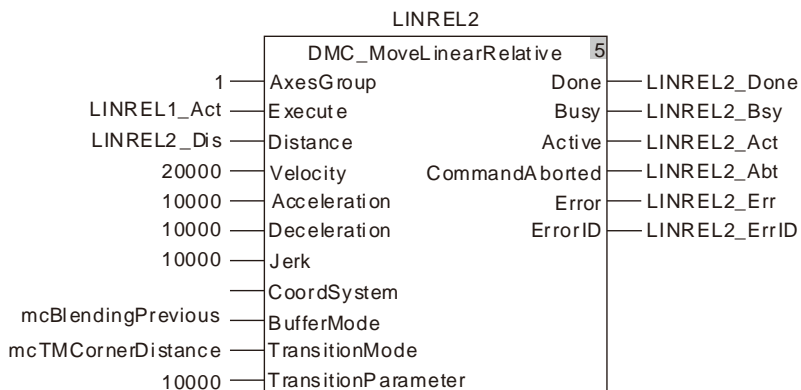 LINREL2
DMC_MoveLinearRelative 5
1 AxesGroup Done LINREL2_Done
LINREL1_Act Execute Busy LINREL2_Bsy
LINREL2_Dis Distance Active LINREL2_Act
20000 Velocity CommandAborted LINREL2_Abt
10000 Acceleration Error LINREL2_Err
10000 Deceleration ErrorID LINREL2_ErrID
10000 Jerk
CoordSystem
mcBlendingPrevious BufferMode
mcTMCornerDistance TransitionMode
10000 TransitionParameter